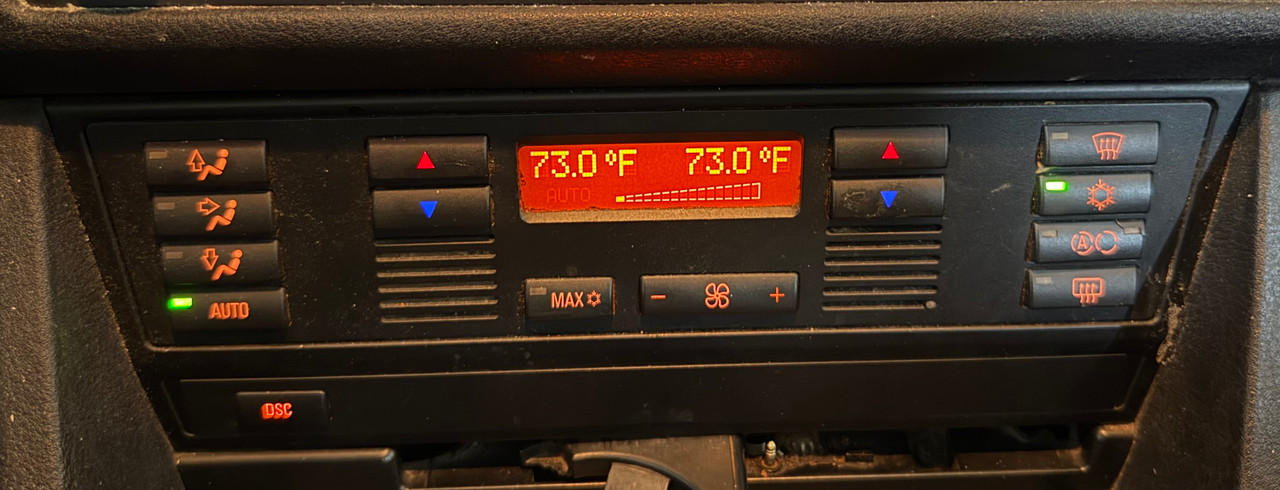 73.0 °F 73.0 °F
AUTO
AUTO
MAX
- +
A
DSC